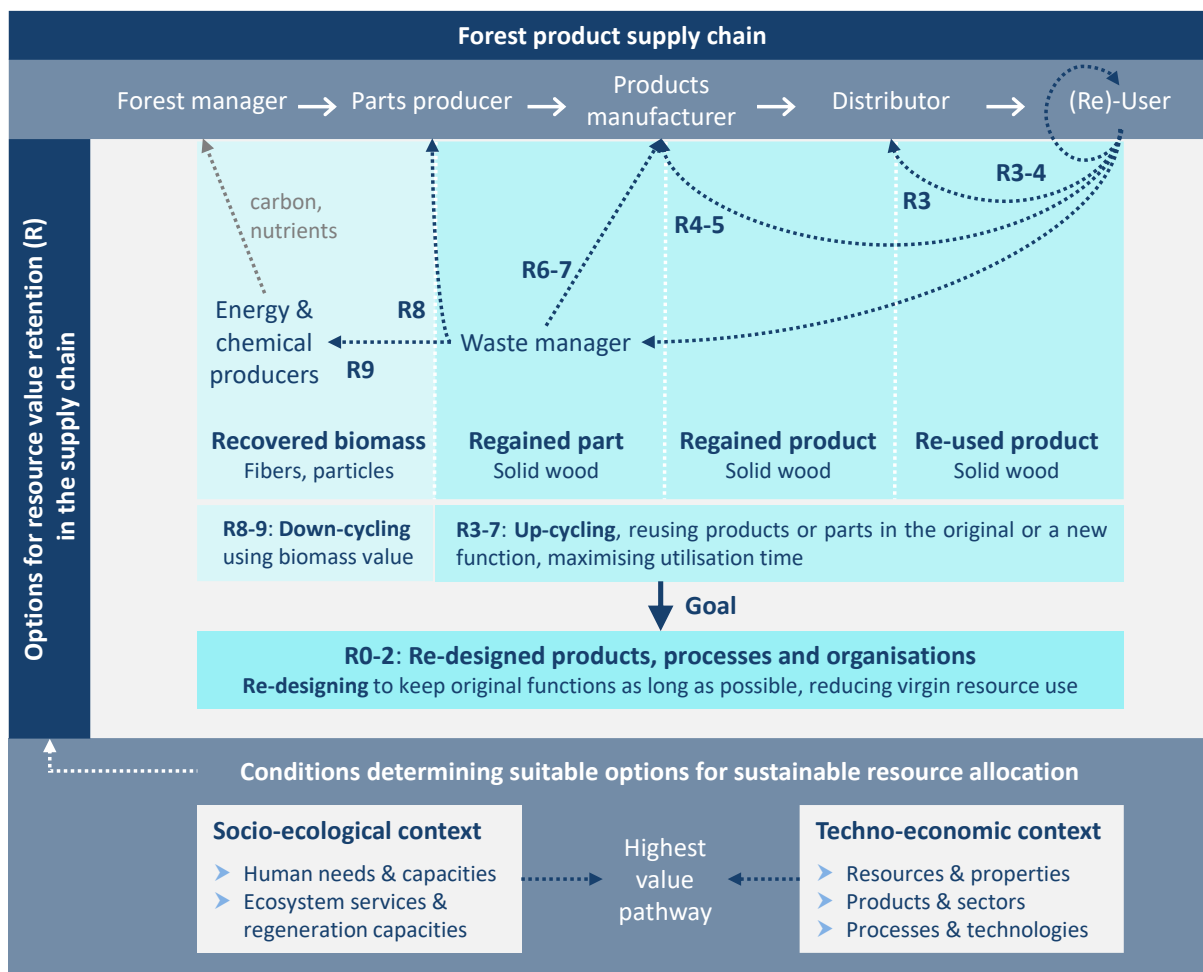 Forest product supply chain
Forest manager
Parts producer
Products
manufacturer
Distributor
(Re)-User
Options for resource value retention (R)
in the supply chain
carbon,
nutrients
R3-4
R3
R4-5
R6-7
R8
Energy &
chemical
producers
R9
Waste manager
Recovered biomass
Fibers, particles
Regained part
Solid wood
Regained product
Solid wood
Re-used product
Solid wood
R8-9: Down-cycling
using biomass value
R3-7: Up-cycling, reusing products or parts in the original or a new
function, maximising utilisation time
Goal
R0-2: Re-designed products, processes and organisations
Re-designing to keep original functions as long as possible, reducing virgin resource use
Conditions determining suitable options for sustainable resource allocation
Socio-ecological context
Human needs & capacities
Ecosystem services &
regeneration capacities
Highest
value
pathway
Techno-economic context
Resources & properties
Products & sectors
Processes & technologies